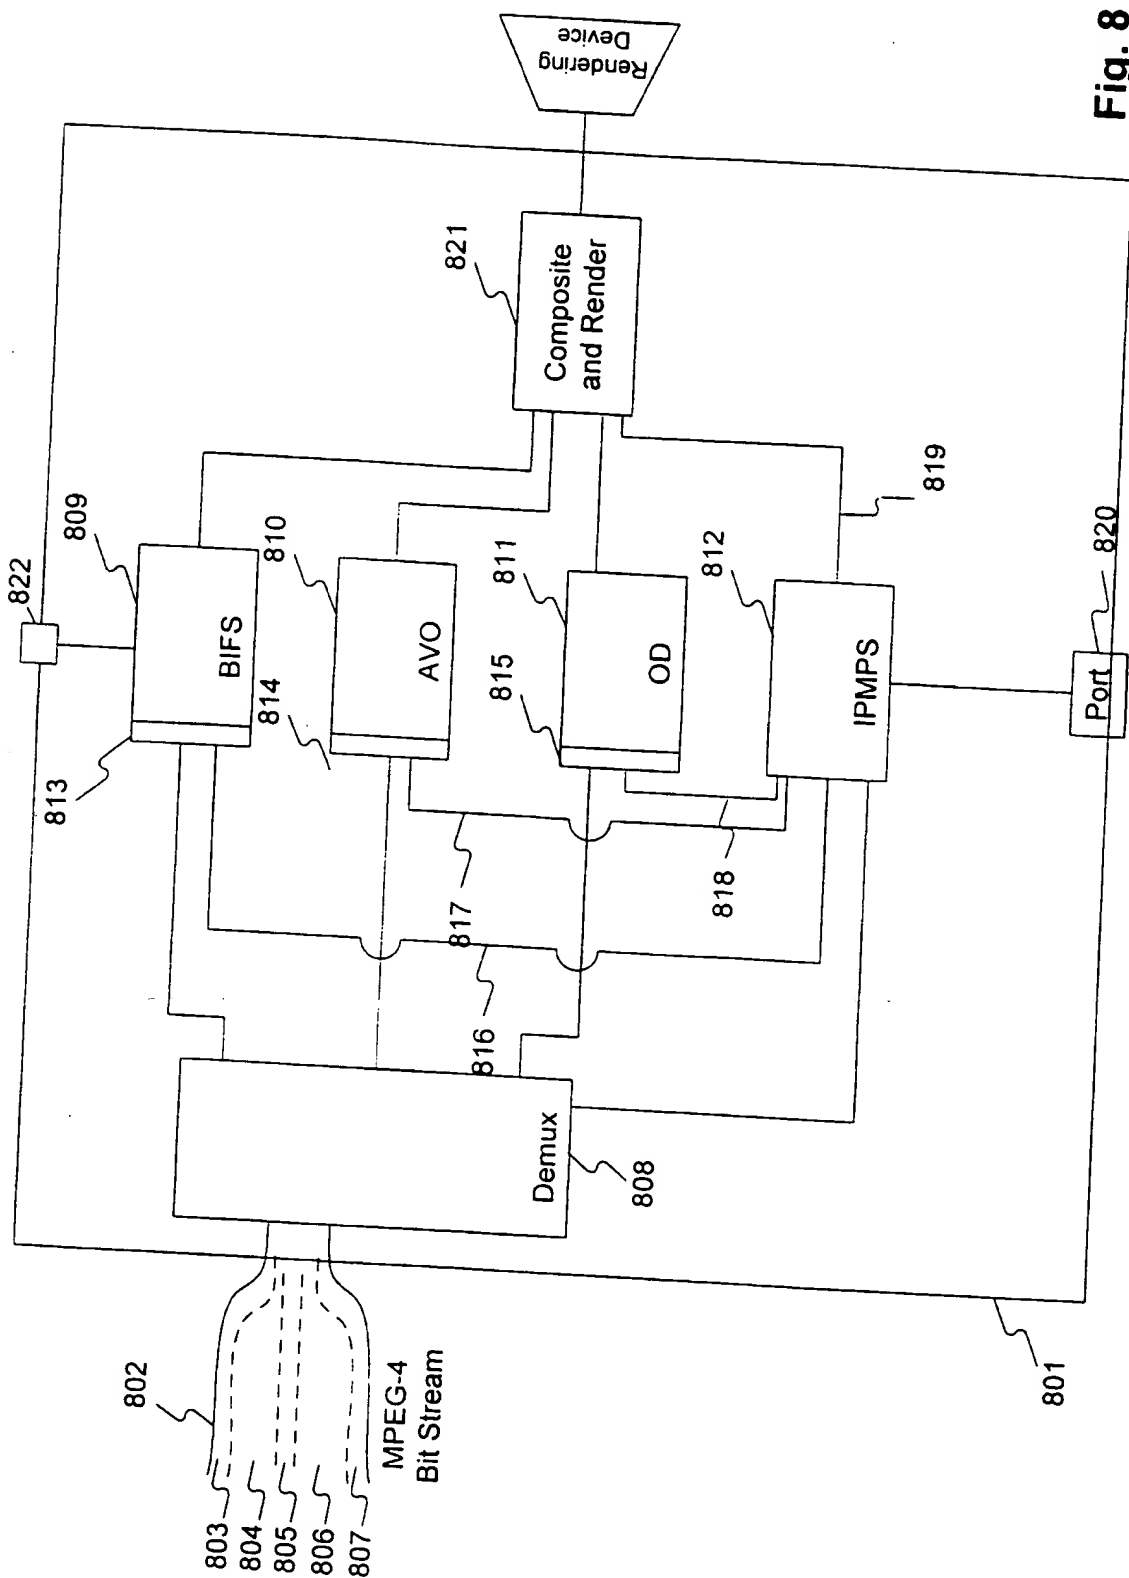 Fig. 8
Rendering
Device
821
Composite
and Render
822
809
BIFS
813
810
AVO
814
811
OD
815
812
IPMPS
819
820
Port
817
818
816
Demux
808
802
803
804
805
806
807
MPEG-4
Bit Stream
801